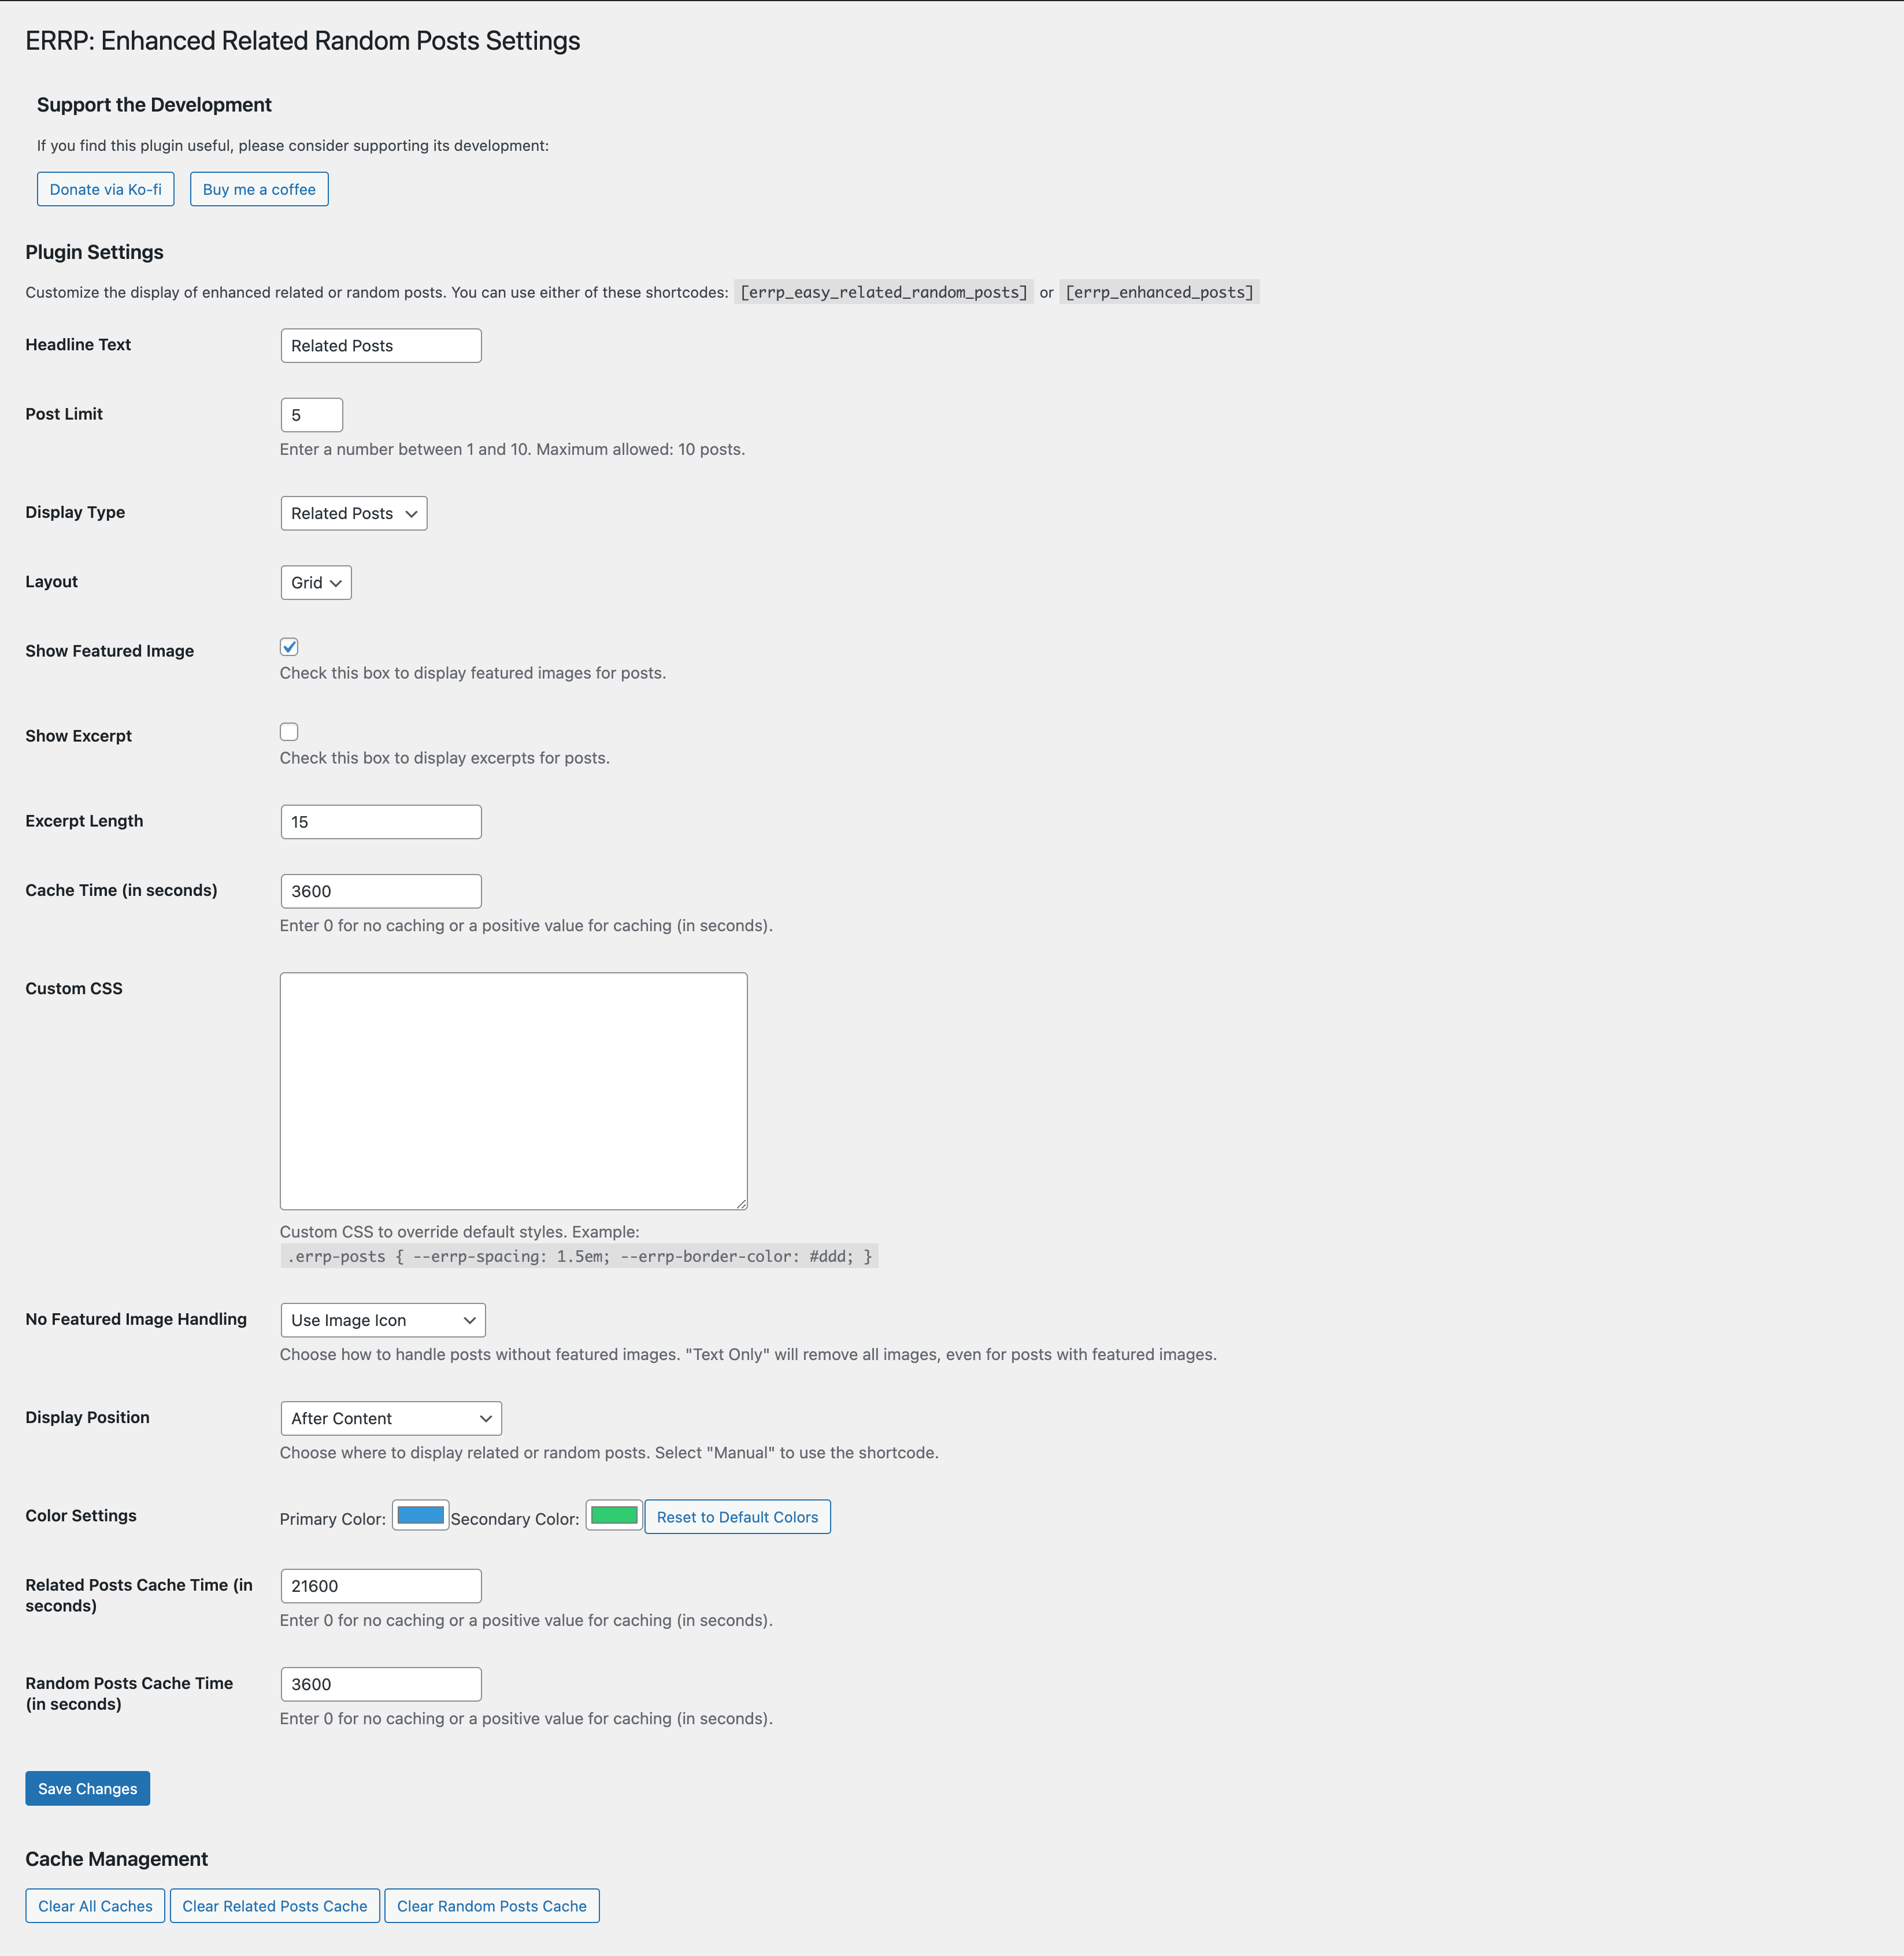 ERRP: Enhanced Related Random Posts Settings
Support the Development
If you find this plugin useful, please consider supporting its development:
Donate via Ko-fi Buy me a coffee
Plugin Settings
Customize the display of enhanced related or random posts. You can use either of these shortcodes: [errp_easy_related_random_posts] or [errp_enhanced_posts]
Headline Text Related Posts
Post Limit 5
Enter a number between 1 and 10. Maximum allowed: 10 posts.
Display Type Related Posts
Layout Grid
Show Featured Image
Check this box to display featured images for posts.
Show Excerpt
Check this box to display excerpts for posts.
Excerpt Length 15
Cache Time (in seconds) 3600
Enter 0 for no caching or a positive value for caching (in seconds).
Custom CSS
Custom CSS to override default styles. Example:
.errp-posts { --errp-spacing: 1.5em; --errp-border-color: #ddd; }
No Featured Image Handling Use Image Icon
Choose how to handle posts without featured images. "Text Only" will remove all images, even for posts with featured images.
Display Position After Content
Choose where to display related or random posts. Select "Manual" to use the shortcode.
Color Settings Primary Color: Secondary Color: Reset to Default Colors
Related Posts Cache Time (in
seconds)
21600
Enter 0 for no caching or a positive value for caching (in seconds).
Random Posts Cache Time
(in seconds)
3600
Enter 0 for no caching or a positive value for caching (in seconds).
Save Changes
Cache Management
Clear All Caches Clear Related Posts Cache Clear Random Posts Cache